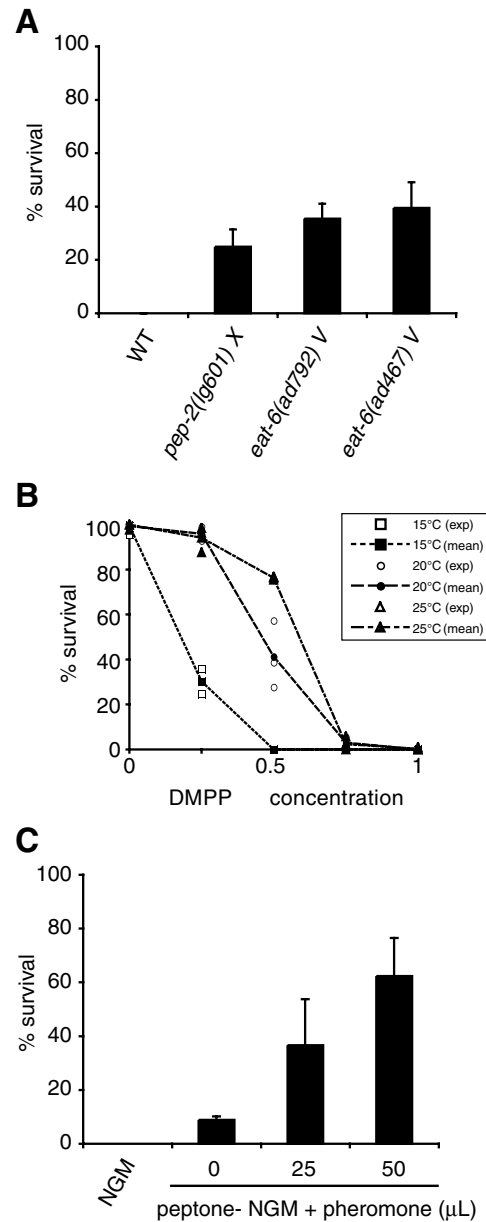 A
100
80
60
40
20
0
% survival
WT
pep-2(lg601) X
eat-6(ad792) V
eat-6(ad467) V
B
100
80
60
40
20
0
% survival
0
0.5
1
DMPP concentration
15°C (exp)
15°C (mean)
20°C (exp)
20°C (mean)
25°C (exp)
25°C (mean)
C
100
80
60
40
20
0
% survival
NGM
0
25
50
peptone- NGM + pheromone (µL)